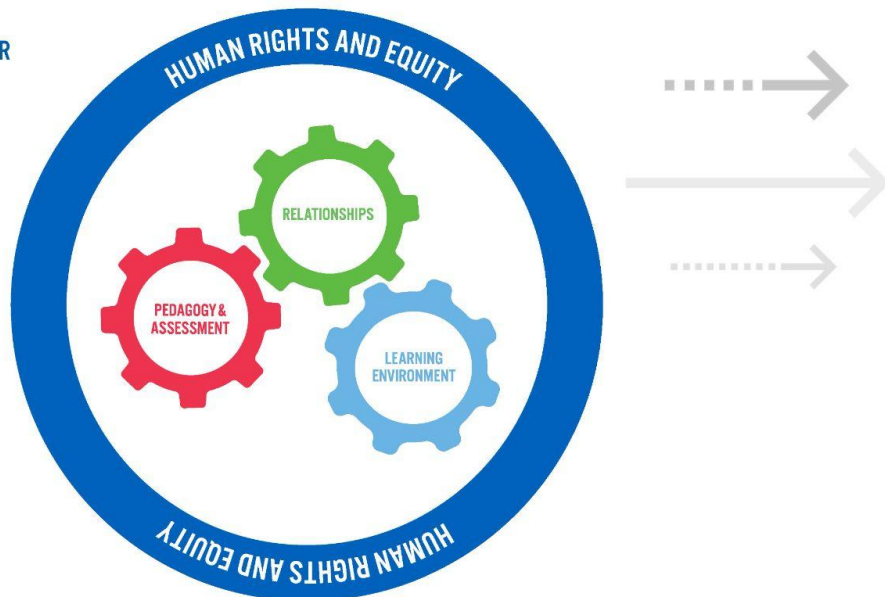 R
HUMAN RIGHTS AND EQUITY
RELATIONSHIPS
PEDAGOGY &
ASSESSMENT
LEARNING
ENVIRONMENT
HUMAN RIGHTS AND EQUITY